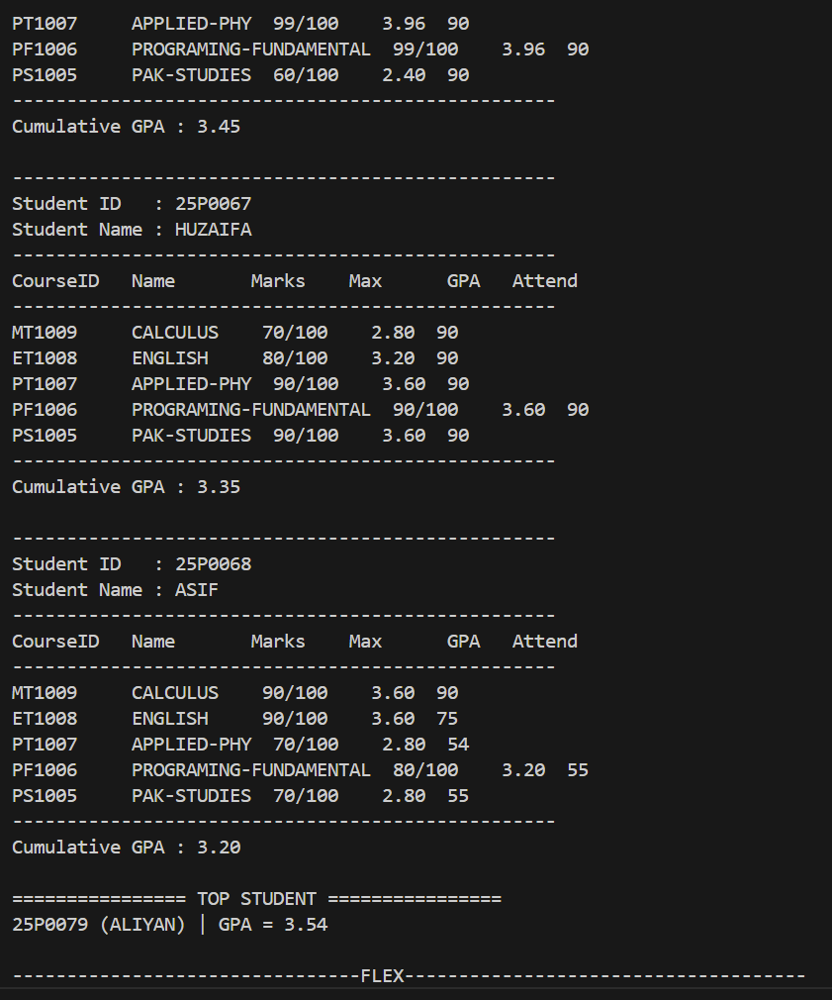 PT1007     APPLIED-PHY  99/100    3.96  90
PF1006     PROGRAMING-FUNDAMENTAL  99/100    3.96  90
PS1005     PAK-STUDIES  60/100    2.40  90
--------------------------------------------------
Cumulative GPA : 3.45
--------------------------------------------------
Student ID   : 25P0067
Student Name : HUZAIFA
--------------------------------------------------
CourseID   Name       Marks    Max      GPA   Attend
--------------------------------------------------
MT1009     CALCULUS    70/100    2.80  90
ET1008     ENGLISH     80/100    3.20  90
PT1007     APPLIED-PHY  90/100    3.60  90
PF1006     PROGRAMING-FUNDAMENTAL  90/100    3.60  90
PS1005     PAK-STUDIES  90/100    3.60  90
--------------------------------------------------
Cumulative GPA : 3.35
--------------------------------------------------
Student ID   : 25P0068
Student Name : ASIF
--------------------------------------------------
CourseID   Name       Marks    Max      GPA   Attend
--------------------------------------------------
MT1009     CALCULUS    90/100    3.60  90
ET1008     ENGLISH     90/100    3.60  75
PT1007     APPLIED-PHY  70/100    2.80  54
PF1006     PROGRAMING-FUNDAMENTAL  80/100    3.20  55
PS1005     PAK-STUDIES  70/100    2.80  55
--------------------------------------------------
Cumulative GPA : 3.20
================ TOP STUDENT ================
25P0079 (ALIYAN) | GPA = 3.54
--------------------------------FLEX-------------------------------------